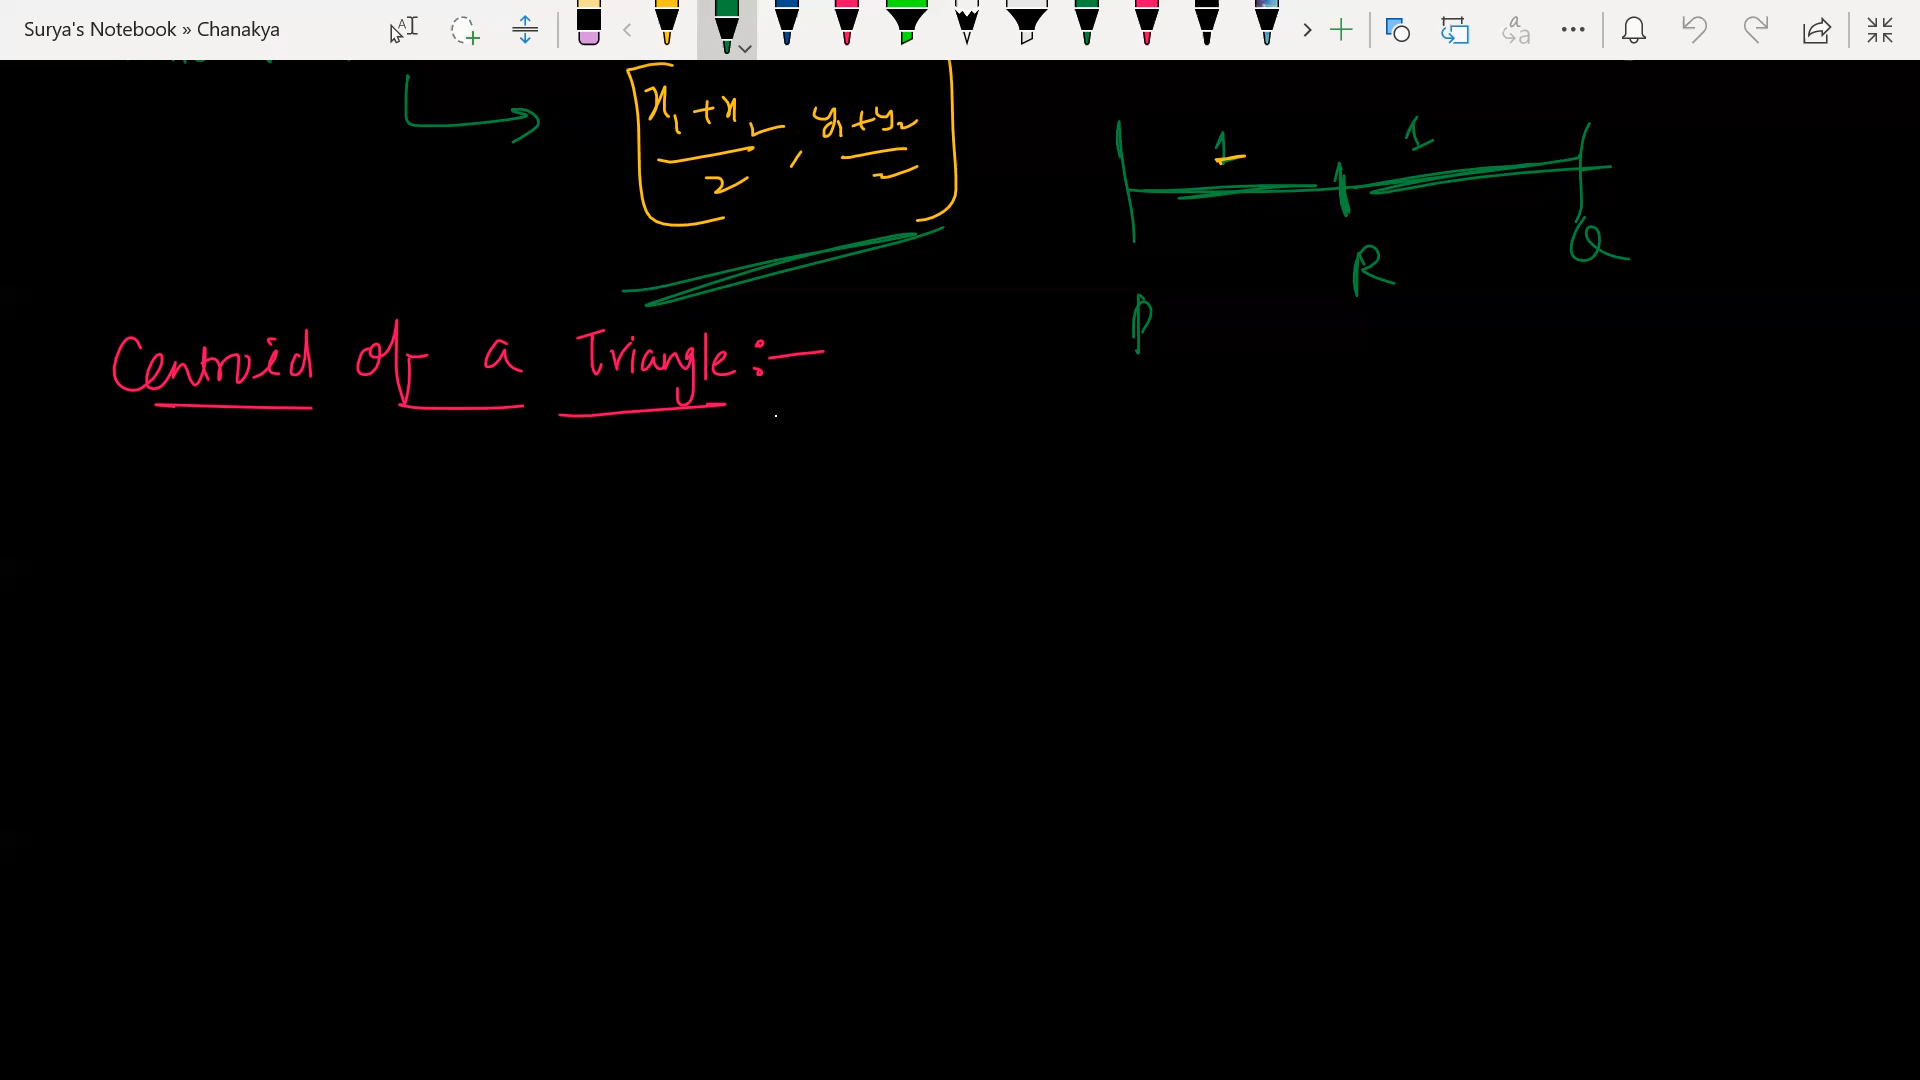 Surya's Notebook » Chanakya
x₁+x₂/2 , y₁+y₂/2
1 1
P R Q
Centroid of a Triangle:-